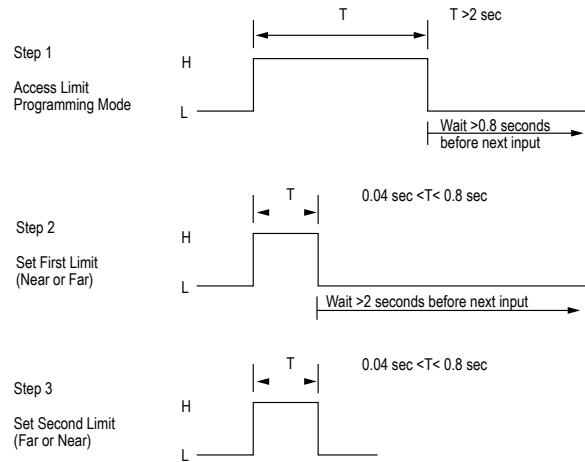 T
T >2 sec
Step 1
H
Access Limit
Programming Mode
L
Wait >0.8 seconds
before next input
T
0.04 sec <T< 0.8 sec
Step 2
H
Set First Limit
(Near or Far)
L
Wait >2 seconds before next input
T
0.04 sec <T< 0.8 sec
Step 3
H
Set Second Limit
(Far or Near)
L